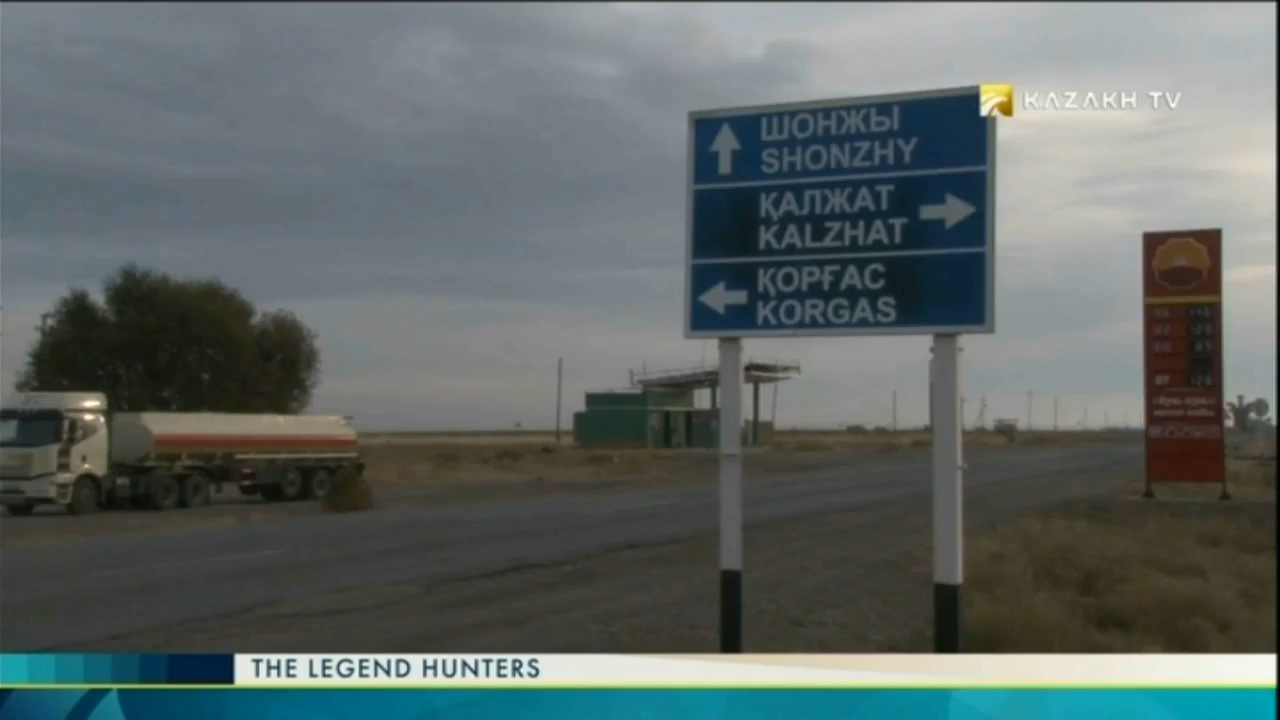 KAZAKH TV
ШОНЖЫ
SHONZHY
ҚАЛЖАТ
KALZHAT
ҚОРҒАС
KORGAS
THE LEGEND HUNTERS